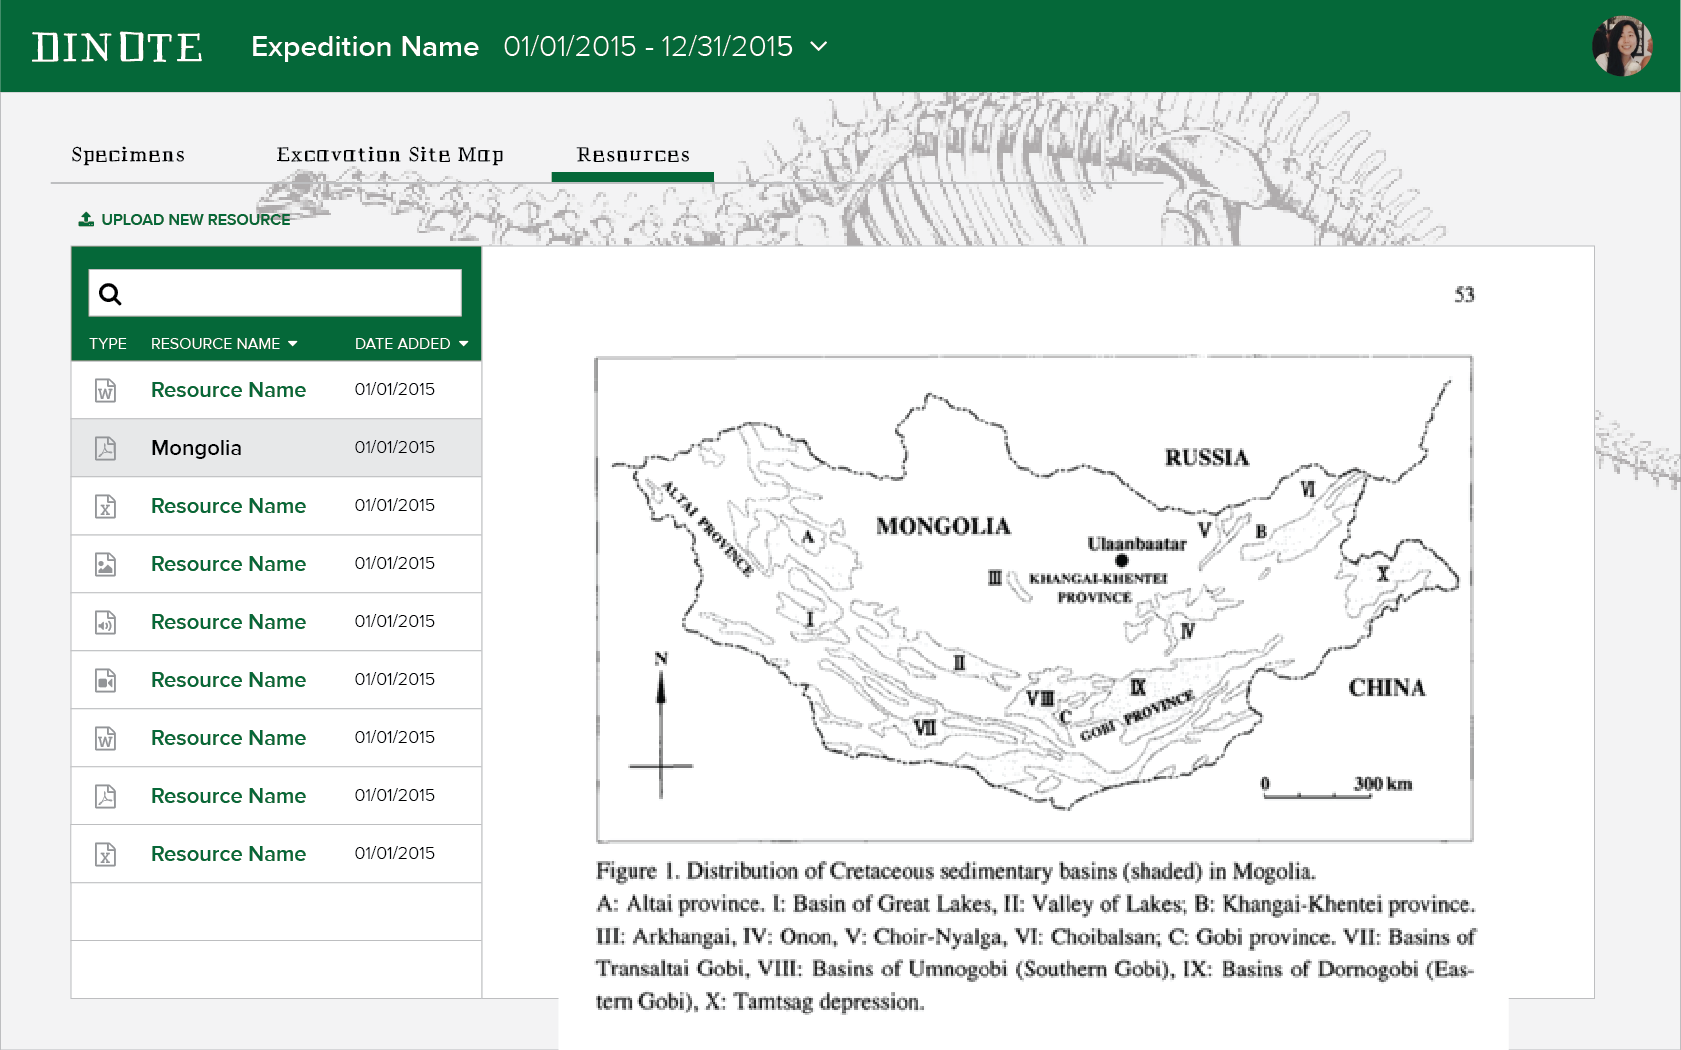 DINOTE
Expedition Name 01/01/2015 - 12/31/2015
Specimens Excavation Site Map Resources
UPLOAD NEW RESOURCE
TYPE RESOURCE NAME DATE ADDED
Resource Name 01/01/2015
Mongolia 01/01/2015
Resource Name 01/01/2015
Resource Name 01/01/2015
Resource Name 01/01/2015
Resource Name 01/01/2015
Resource Name 01/01/2015
Resource Name 01/01/2015
Resource Name 01/01/2015
53
RUSSIA
VI
ALTAI PROVINCE
MONGOLIA
V
B
A
Ulaanbaatar
III
KHANGAI-KHENTEI
PROVINCE
X
I
IV
N
II
VIII
IX
CHINA
C
GOBI PROVINCE
VII
0 300 km
Figure 1. Distribution of Cretaceous sedimentary basins (shaded) in Mogolia.
A: Altai province. I: Basin of Great Lakes, II: Valley of Lakes; B: Khangai-Khentei province.
III: Arkhangai, IV: Onon, V: Choir-Nyalga, VI: Choibalsan; C: Gobi province. VII: Basins of
Transaltai Gobi, VIII: Basins of Umnogobi (Southern Gobi), IX: Basins of Dornogobi (Eas-
tern Gobi), X: Tamtsag depression.